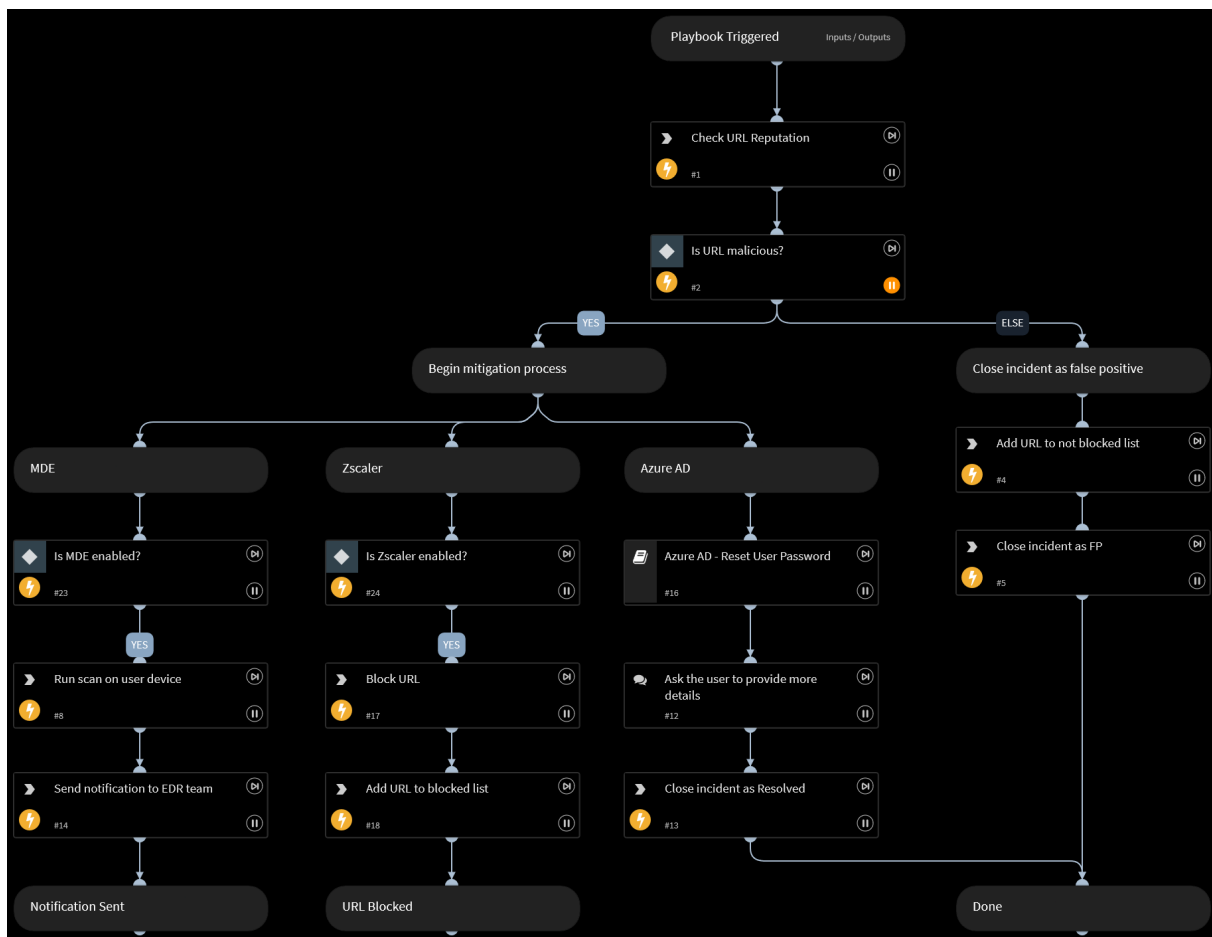 Playbook Triggered
Inputs / Outputs
Check URL Reputation
#1
Is URL malicious?
#2
YES
ELSE
Begin mitigation process
Close incident as false positive
MDE
Zscaler
Azure AD
Add URL to not blocked list
#4
Is MDE enabled?
#23
Is Zscaler enabled?
#24
Azure AD - Reset User Password
#16
Close incident as FP
#5
YES
YES
Run scan on user device
#8
Block URL
#17
Ask the user to provide more
details
#12
Send notification to EDR team
#14
Add URL to blocked list
#18
Close incident as Resolved
#13
Notification Sent
URL Blocked
Done